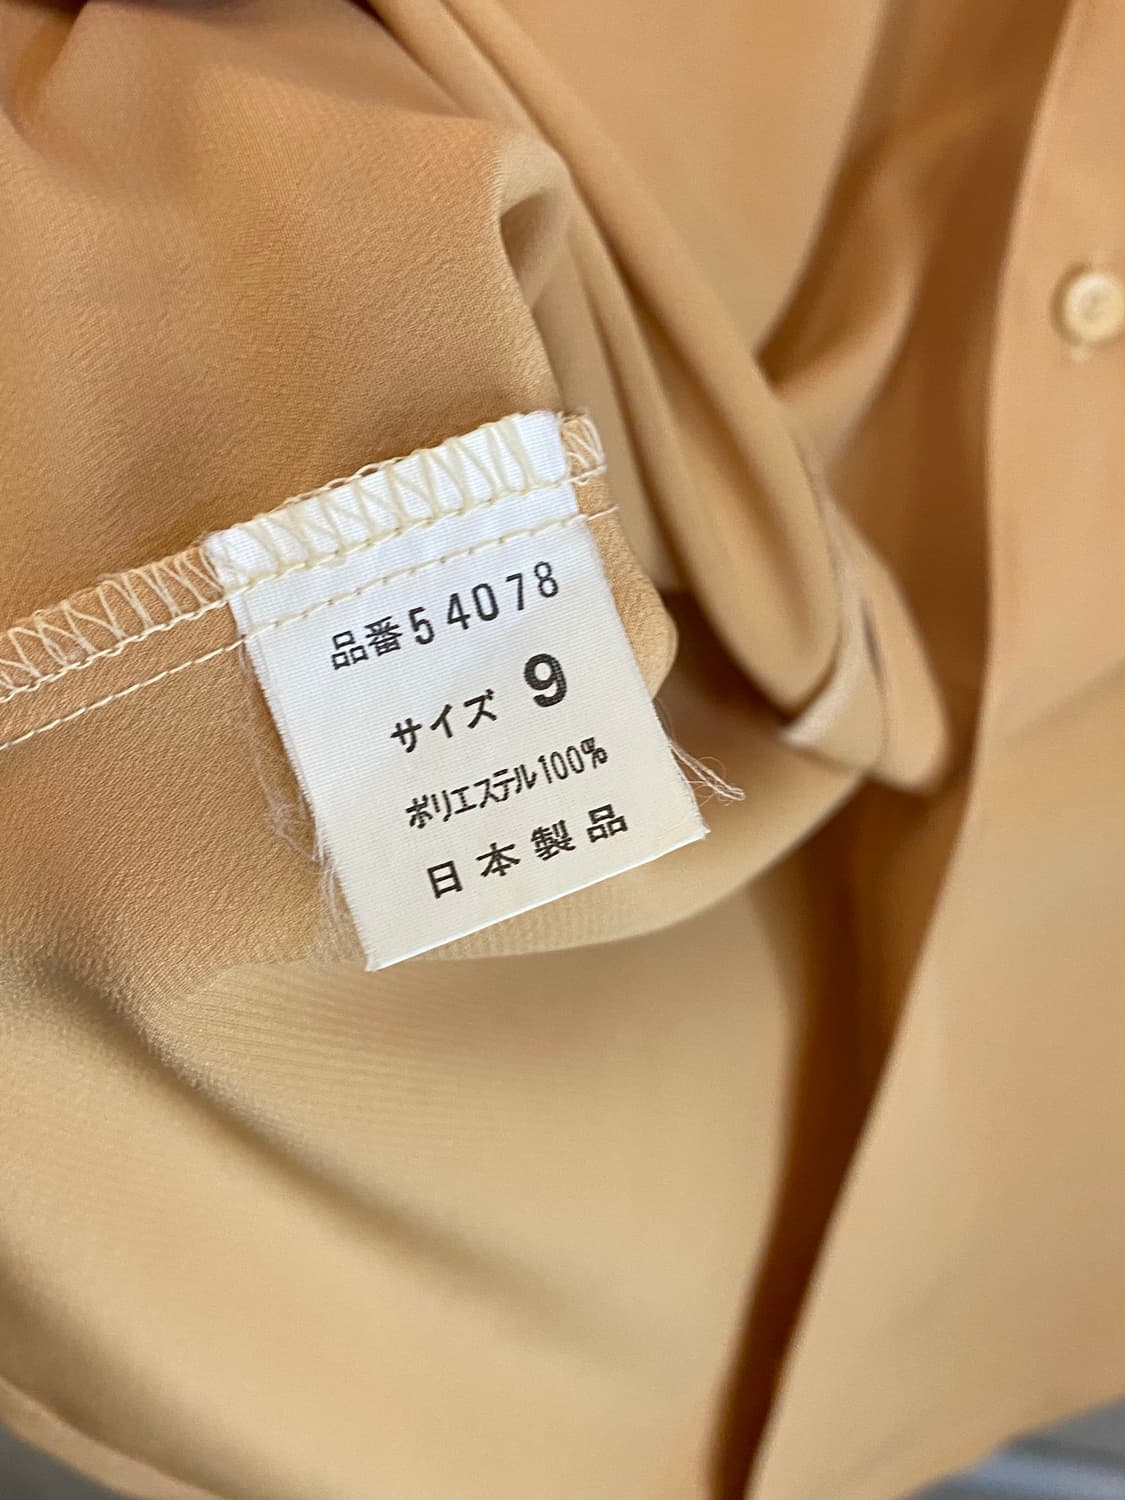 品番54078
サイズ 9
ポリエステル100%
日本製品